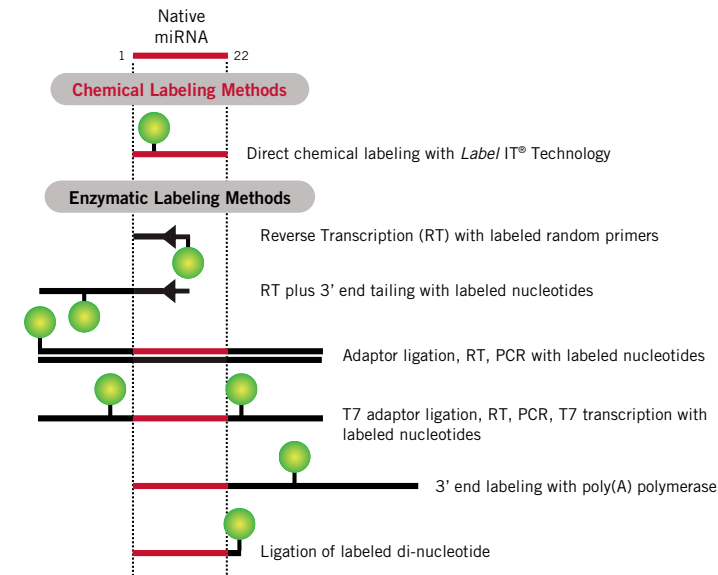 Native
miRNA
1 22
Chemical Labeling Methods
Direct chemical labeling with Label IT® Technology
Enzymatic Labeling Methods
Reverse Transcription (RT) with labeled random primers
RT plus 3’ end tailing with labeled nucleotides
Adaptor ligation, RT, PCR with labeled nucleotides
T7 adaptor ligation, RT, PCR, T7 transcription with
labeled nucleotides
3’ end labeling with poly(A) polymerase
Ligation of labeled di-nucleotide